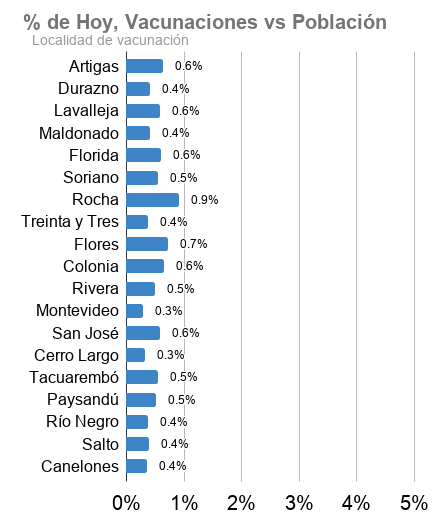 % de Hoy, Vacunaciones vs Población
Localidad de vacunación
Artigas 0.6%
Durazno 0.4%
Lavalleja 0.6%
Maldonado 0.4%
Florida 0.6%
Soriano 0.5%
Rocha 0.9%
Treinta y Tres 0.4%
Flores 0.7%
Colonia 0.6%
Rivera 0.5%
Montevideo 0.3%
San José 0.6%
Cerro Largo 0.3%
Tacuarembó 0.5%
Paysandú 0.5%
Río Negro 0.4%
Salto 0.4%
Canelones 0.4%
0% 1% 2% 3% 4% 5%